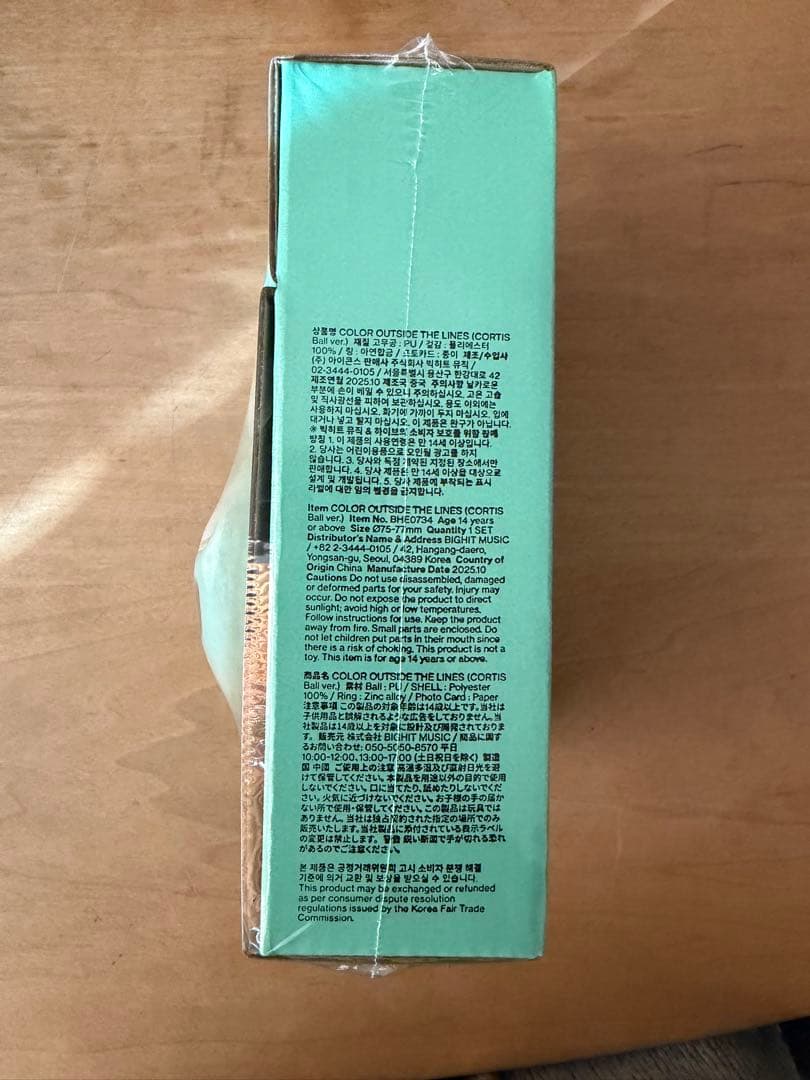 상품명 COLOR OUTSIDE THE LINES (CORTIS
Ball ver.) 재질 고무공 : PU / 겉감 : 폴리에스터
100% / 링 : 아연합금 / 포토카드 : 종이 제조/수입사
(주) 아이코스 판매사 주식회사 빅히트 뮤직 /
02-3444-0105 / 서울특별시 용산구 한강대로 42
제조연월 2025.10 제조국 중국 주의사항 날카로운
부분에 손이 베일 수 있으니 주의하십시오. 고온 고습
및 직사광선을 피하여 보관하십시오. 용도 이외에는
사용하지 마십시오. 화기에 가까이 두지 마십시오. 입에
대거나 넣고 빨지 마십시오. 이 제품은 완구가 아닙니다.
※ 빅히트 뮤직 & 하이브의 소비자 보호를 위한 판매
방침 1. 이 제품의 사용연령은 만 14세 이상입니다.
2. 당사는 어린이용품으로 오인될 광고를 하지
않습니다. 3. 당사와 독점 계약된 지정된 장소에서만
판매합니다. 4. 당사 제품은 만 14세 이상을 대상으로
설계 및 개발됩니다. 5. 당사 제품에 부착되는 표시
라벨에 대한 임의 변경을 금지합니다.
Item COLOR OUTSIDE THE LINES (CORTIS
Ball ver.) Item No. BHE0734 Age 14 years
or above Size Ø75-77mm Quantity 1 SET
Distributor's Name & Address BIGHIT MUSIC
/ +82 2-3444-0105 / 42, Hangang-daero,
Yongsan-gu, Seoul, 04389 Korea Country of
Origin China Manufacture Date 2025.10
Cautions Do not use disassembled, damaged
or deformed parts for your safety. Injury may
occur. Do not expose the product to direct
sunlight; avoid high or low temperatures.
Follow instructions for use. Keep the product
away from fire. Small parts are enclosed. Do
not let children put parts in their mouth since
there is a risk of choking. This product is not a
toy. This item is for age 14 years or above.
商品名 COLOR OUTSIDE THE LINES (CORTIS
Ball ver.) 素材 Ball : PU / SHELL : Polyester
100% / Ring : Zinc alloy / Photo Card : Paper
注意事項 この製品の対象年齢は14歳以上です。当社は
子供用品と誤解されるような広告をしておりません。当
社製品は14歳以上を対象に設計及び開発されておりま
す。 販売元 株式会社 BIGHIT MUSIC / 商品に関す
るお問い合わせ: 050-5050-8570 平日
10:00-12:00、13:00-17:00 (土日祝日を除く) 製造
国 中国 ご使用上の注意 高温多湿及び直射日光を避
けて保管してください。本製品を用途以外の目的で使用
しないでください。口に当てたり、舐めたりしないでくだ
さい。火気に近づけないでください。お子様の手の届か
ない所で使用・保管してください。この製品は玩具では
ありません。当社は独占契約された指定の場所でのみ
販売いたします。当社製品に添付されている表示ラベル
の変更は禁止します。 警告 鋭い断面で手が切れる恐れ
があるのでご注意ください。
본 제품은 공정거래위원회 고시 소비자 분쟁 해결
기준에 의거 교환 및 보상을 받으실 수 있습니다.
This product may be exchanged or refunded
as per consumer dispute resolution
regulations issued by the Korea Fair Trade
Commission.